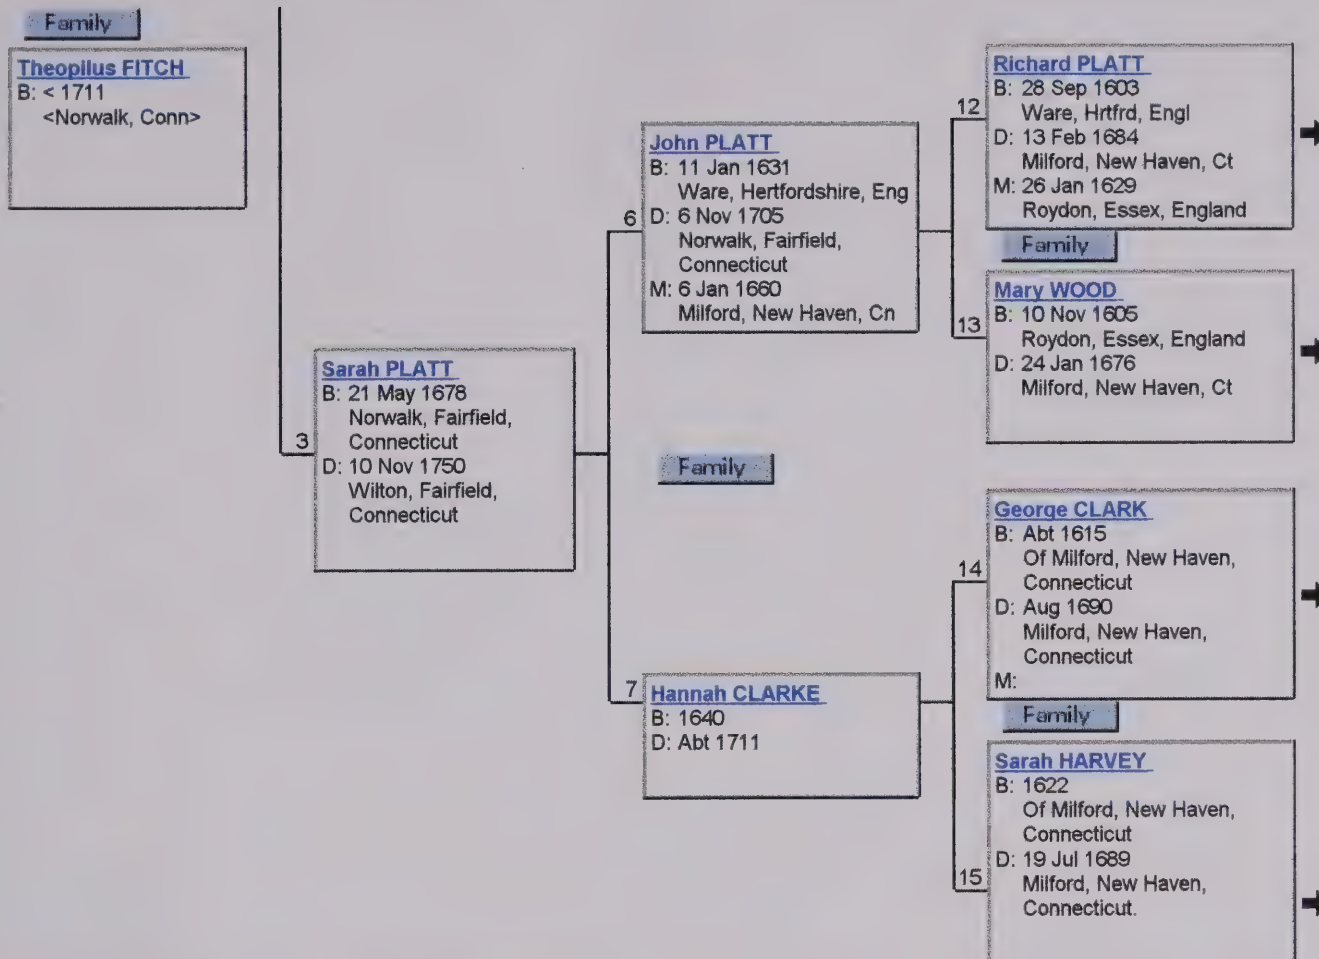 Family
Theopilus FITCH
B: < 1711
<Norwalk, Conn>
3
Sarah PLATT
B: 21 May 1678
Norwalk, Fairfield,
Connecticut
D: 10 Nov 1750
Wilton, Fairfield,
Connecticut
6
John PLATT
B: 11 Jan 1631
Ware, Hertfordshire, Eng
D: 6 Nov 1705
Norwalk, Fairfield,
Connecticut
M: 6 Jan 1660
Milford, New Haven, Cn
Family
7
Hannah CLARKE
B: 1640
D: Abt 1711
12
Richard PLATT
B: 28 Sep 1603
Ware, Hrtfrd, Engl
D: 13 Feb 1684
Milford, New Haven, Ct
M: 26 Jan 1629
Roydon, Essex, England
Family
13
Mary WOOD
B: 10 Nov 1605
Roydon, Essex, England
D: 24 Jan 1676
Milford, New Haven, Ct
14
George CLARK
B: Abt 1615
Of Milford, New Haven,
Connecticut
D: Aug 1690
Milford, New Haven,
Connecticut
M:
Family
15
Sarah HARVEY
B: 1622
Of Milford, New Haven,
Connecticut
D: 19 Jul 1689
Milford, New Haven,
Connecticut.